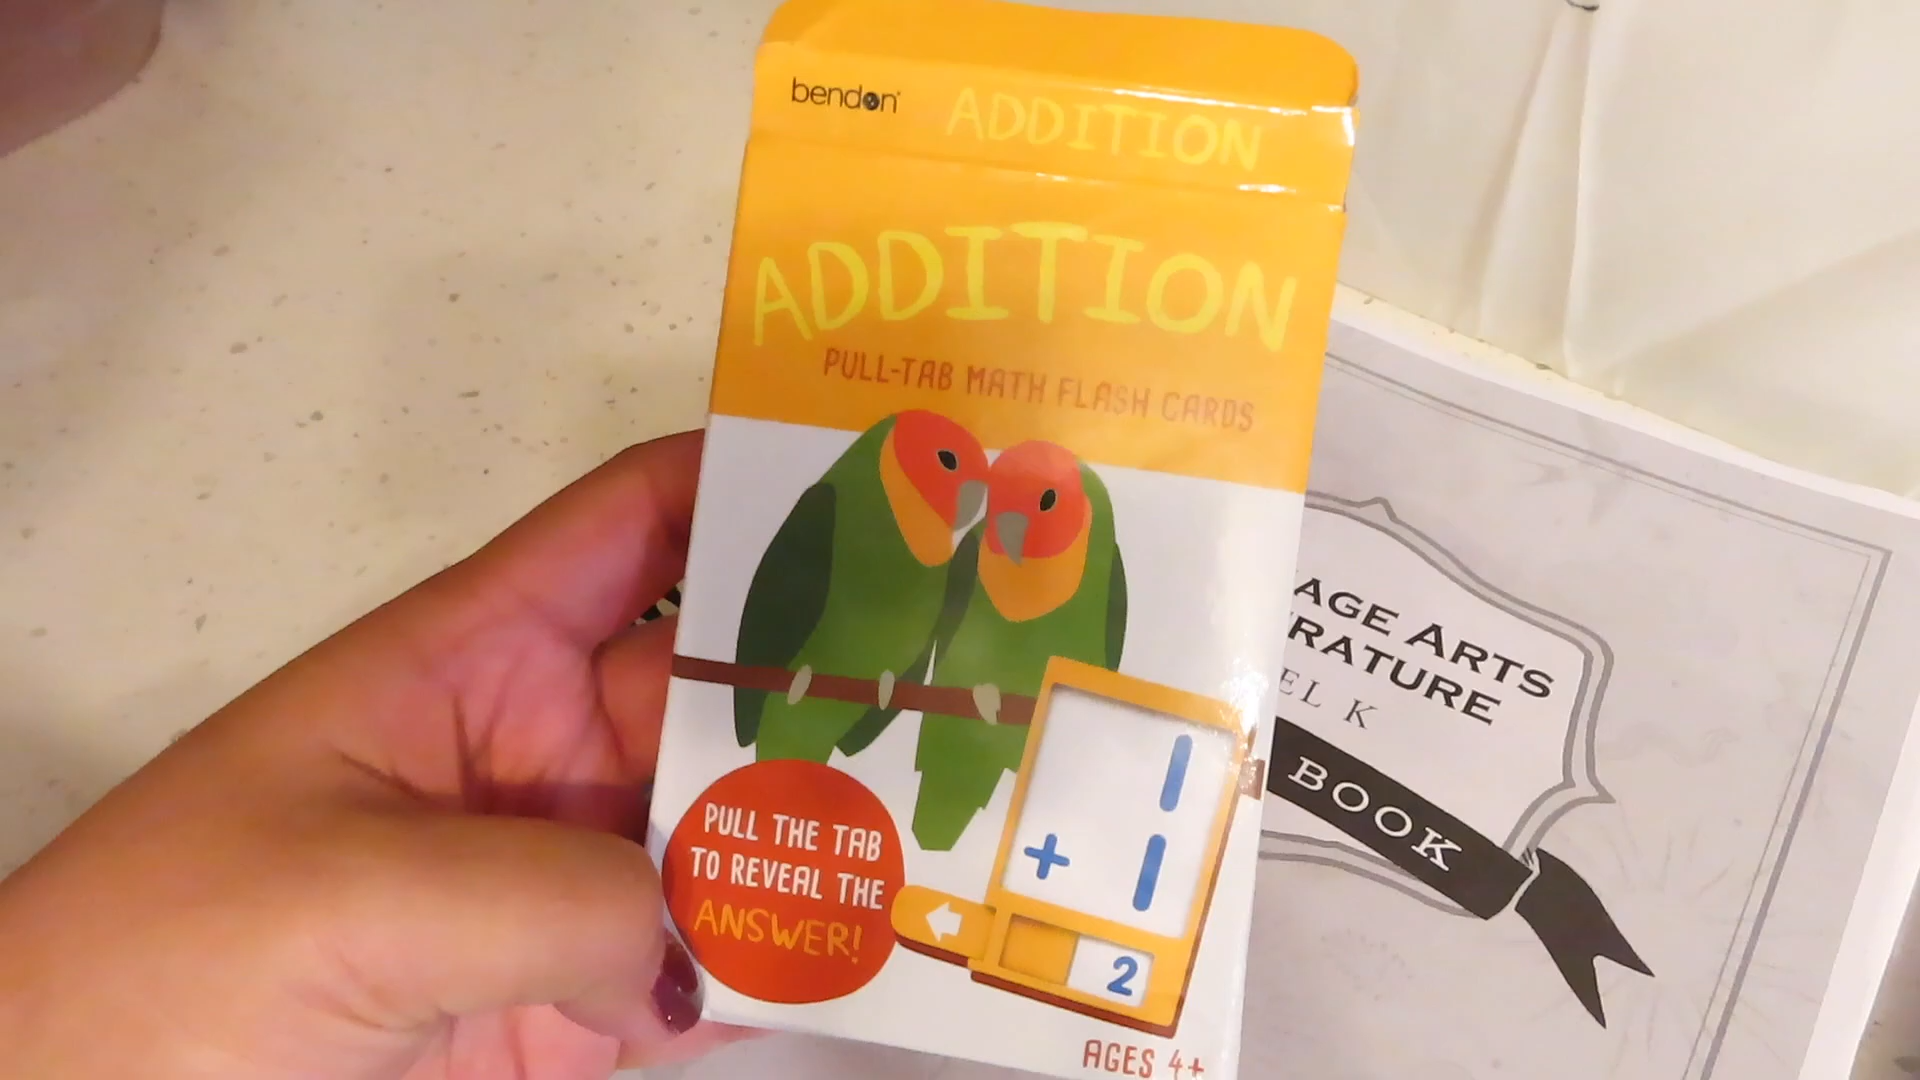 bendon
ADDITION
ADDITION
PULL-TAB MATH FLASH CARDS
PULL THE TAB
TO REVEAL THE
ANSWER!
1
+ 1
2
AGES 4+
AGE ARTS
RATURE
EL K
BOOK